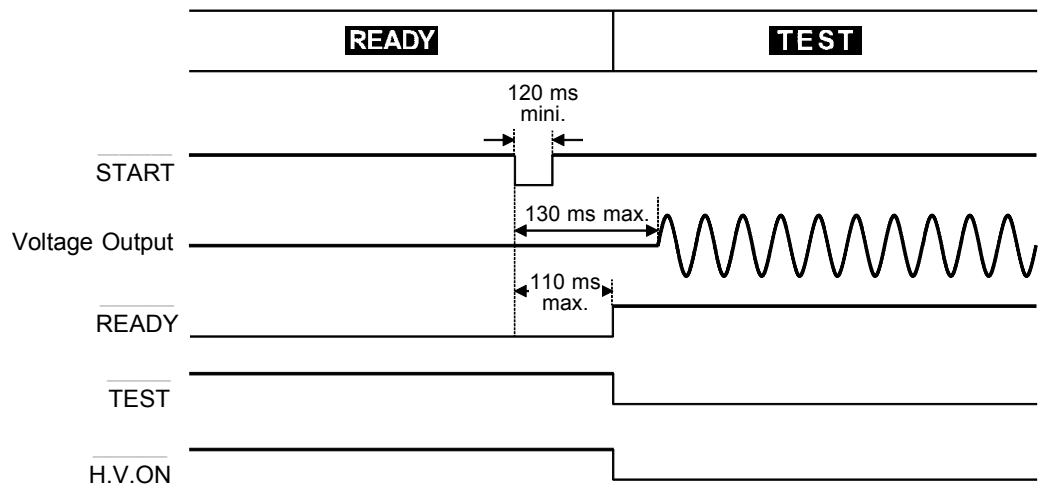 READY
TEST
120 ms
mini.
START
130 ms max.
Voltage Output
110 ms
max.
READY
TEST
H.V.ON